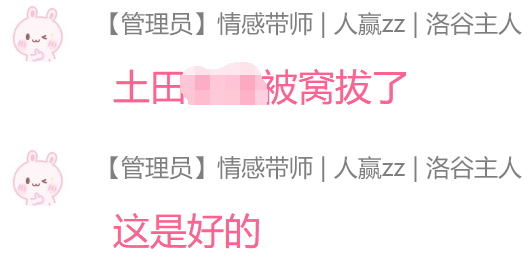 【管理员】情感带师 | 人赢zz | 洛谷主人
土田被窝拔了
【管理员】情感带师 | 人赢zz | 洛谷主人
这是好的